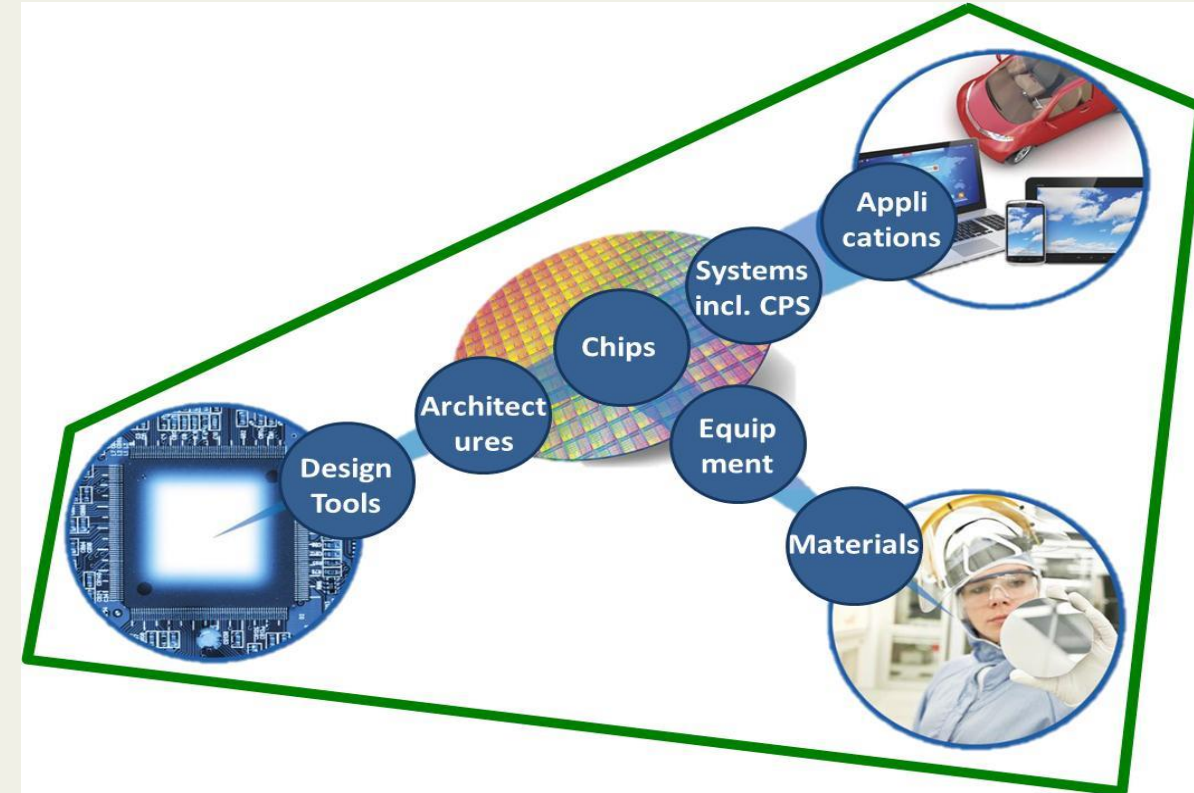 Appli
cations
Systems
incl. CPS
Chips
Architect
ures
Equip
ment
Design
Tools
Materials